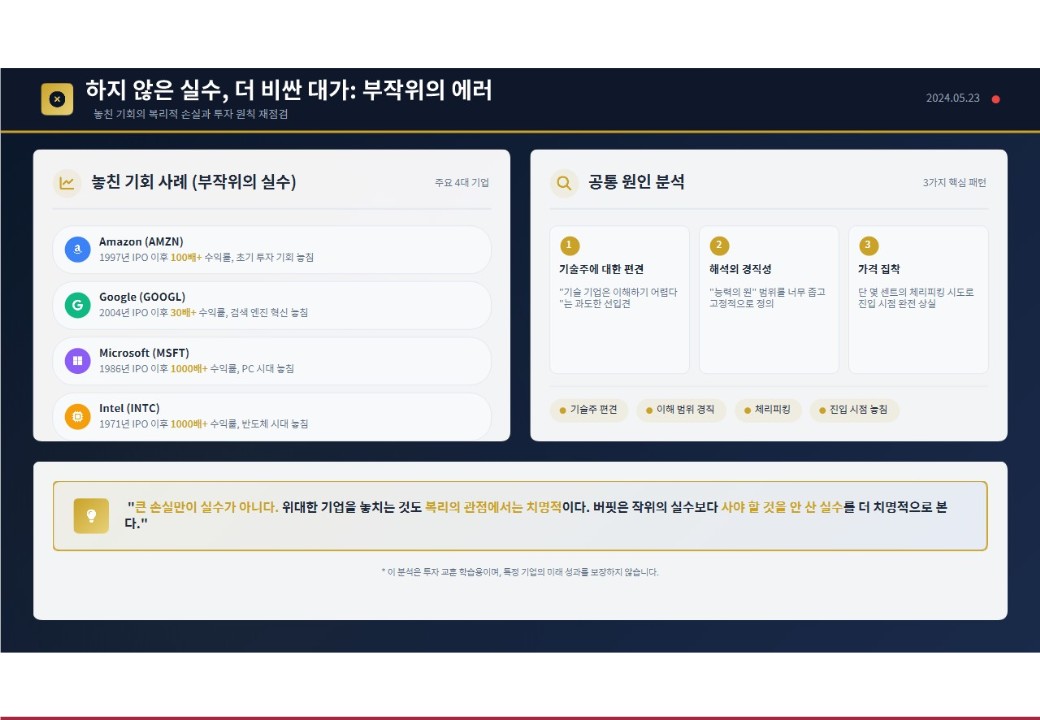 하지 않은 실수, 더 비싼 대가: 부작위의 에러
놓친 기회의 복리적 손실과 투자 원칙 재점검
2024.05.23
놓친 기회 사례 (부작위의 실수)
주요 4대 기업
Amazon (AMZN)
1997년 IPO 이후 100배+ 수익률, 초기 투자 기회 놓침
Google (GOOGL)
2004년 IPO 이후 30배+ 수익률, 검색 엔진 혁신 놓침
Microsoft (MSFT)
1986년 IPO 이후 1000배+ 수익률, PC 시대 놓침
Intel (INTC)
1971년 IPO 이후 1000배+ 수익률, 반도체 시대 놓침
공통 원인 분석
3가지 핵심 패턴
1
기술주에 대한 편견
"기술 기업은 이해하기 어렵다
"는 과도한 선입견
2
해석의 경직성
"능력의 원" 범위를 너무 좁고
고정적으로 정의
3
가격 집착
단 몇 센트의 체리피킹 시도로
진입 시점 완전 상실
기술주 편견
이해 범위 경직
체리피킹
진입 시점 놓침
"큰 손실만이 실수가 아니다. 위대한 기업을 놓치는 것도 복리의 관점에서는 치명적이다. 버핏은 작위의 실수보다 사야 할 것을 안 산 실수를 더 치명적으로 본
다."
* 이 분석은 투자 교훈 학습용이며, 특정 기업의 미래 성과를 보장하지 않습니다.